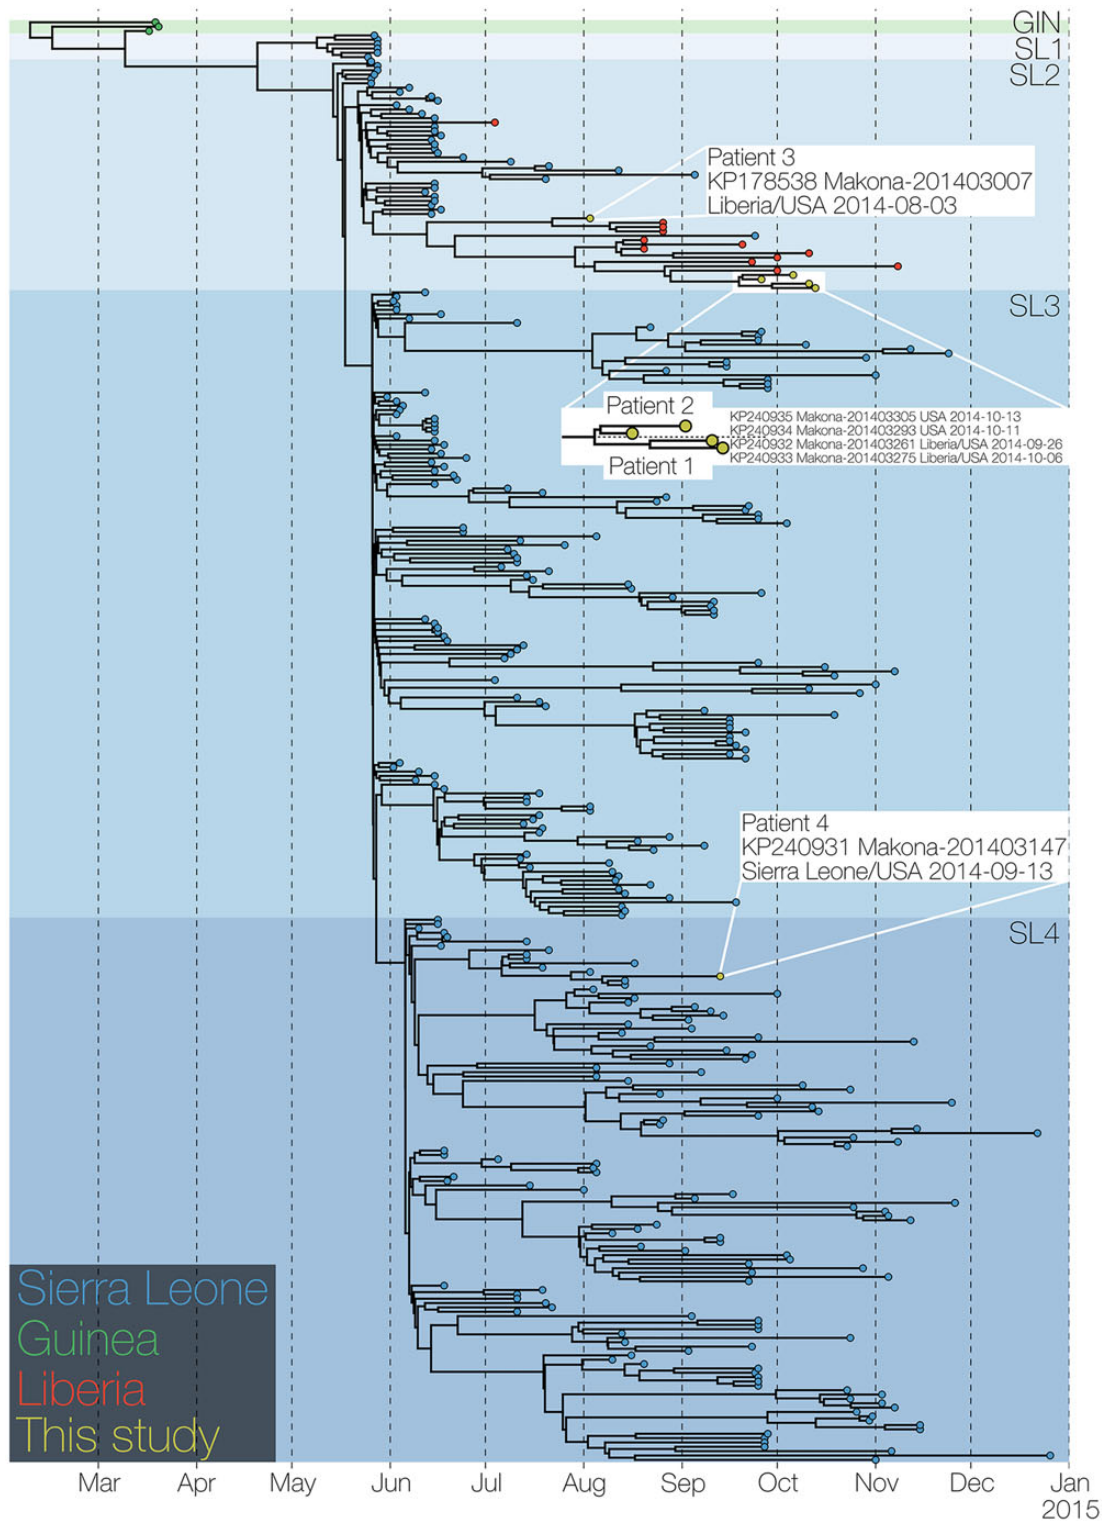 GIN
SL1
SL2
Patient 3
KP178538 Makona-201403007
Liberia/USA 2014-08-03
SL3
Patient 2
KP240935 Makona-201403305 USA 2014-10-13
KP240934 Makona-201403293 USA 2014-10-11
KP240932 Makona-201403261 Liberia/USA 2014-09-26
KP240933 Makona-201403275 Liberia/USA 2014-10-06
Patient 1
Patient 4
KP240931 Makona-201403147
Sierra Leone/USA 2014-09-13
SL4
Sierra Leone
Guinea
Liberia
This study
Mar Apr May Jun Jul Aug Sep Oct Nov Dec Jan
2015